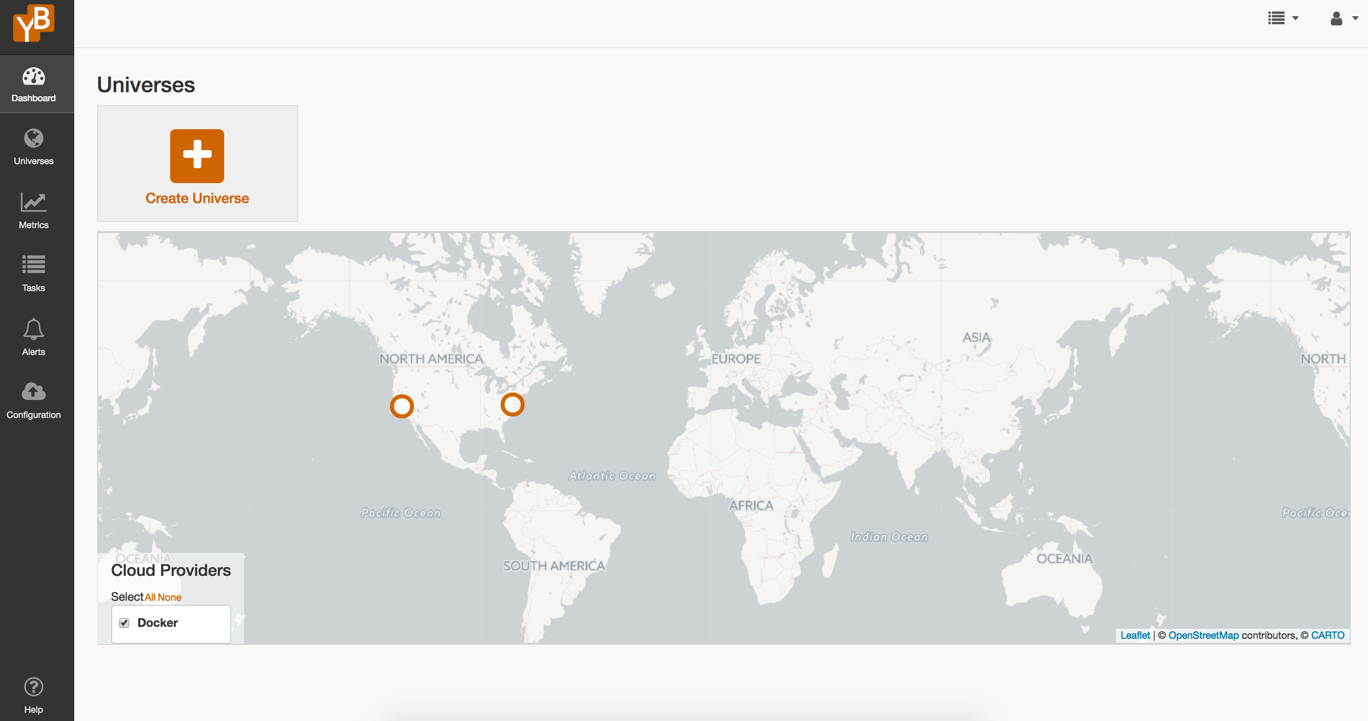 YB
Dashboard
Universes
Metrics
Tasks
Alerts
Configuration
Help
Universes
Create Universe
NORTH AMERICA
EUROPE
ASIA
NORTH
Atlantic Ocean
AFRICA
Pacific Ocean
Pacific Oce
Indian Ocean
OCEANIA
SOUTH AMERICA
OCEANIA
Cloud Providers
Select All None
Docker
Leaflet | © OpenStreetMap contributors, © CARTO